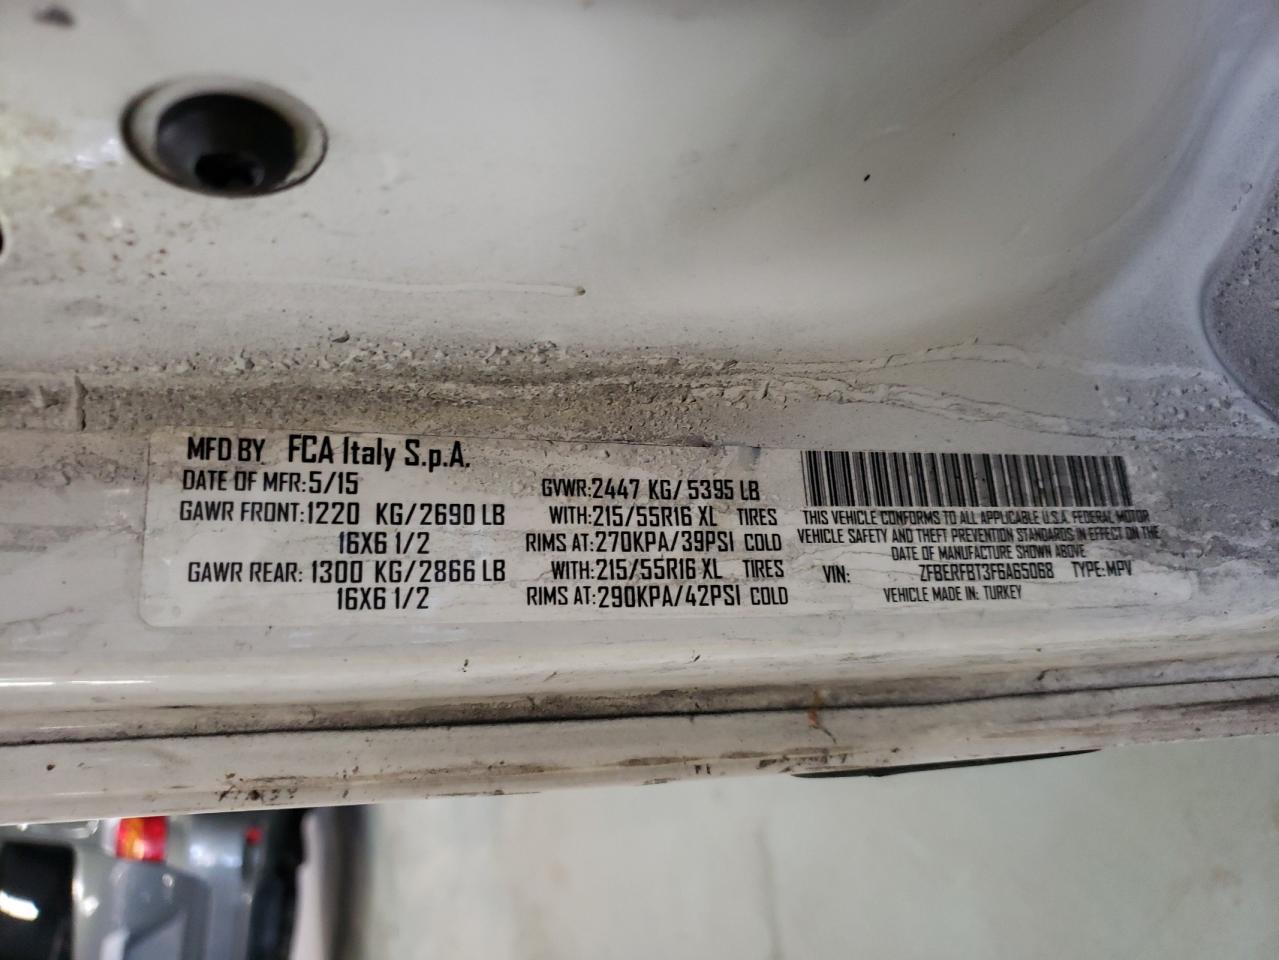 MFD BY FCA Italy S.p.A.
DATE OF MFR:5/15 GVWR:2447 KG/5395 LB
GAWR FRONT:1220 KG/2690 LB WITH:215/55R16 XL TIRES
16X6 1/2 RIMS AT:270KPA/39PSI COLD
GAWR REAR: 1300 KG/2866 LB WITH:215/55R16 XL TIRES
16X6 1/2 RIMS AT:290KPA/42PSI COLD
THIS VEHICLE CONFORMS TO ALL APPLICABLE U.S.A. FEDERAL MOTOR
VEHICLE SAFETY AND THEFT PREVENTION STANDARDS IN EFFECT ON THE
DATE OF MANUFACTURE SHOWN ABOVE
VIN: ZFBERFBT3F6A65068 TYPE:MPV
VEHICLE MADE IN: TURKEY